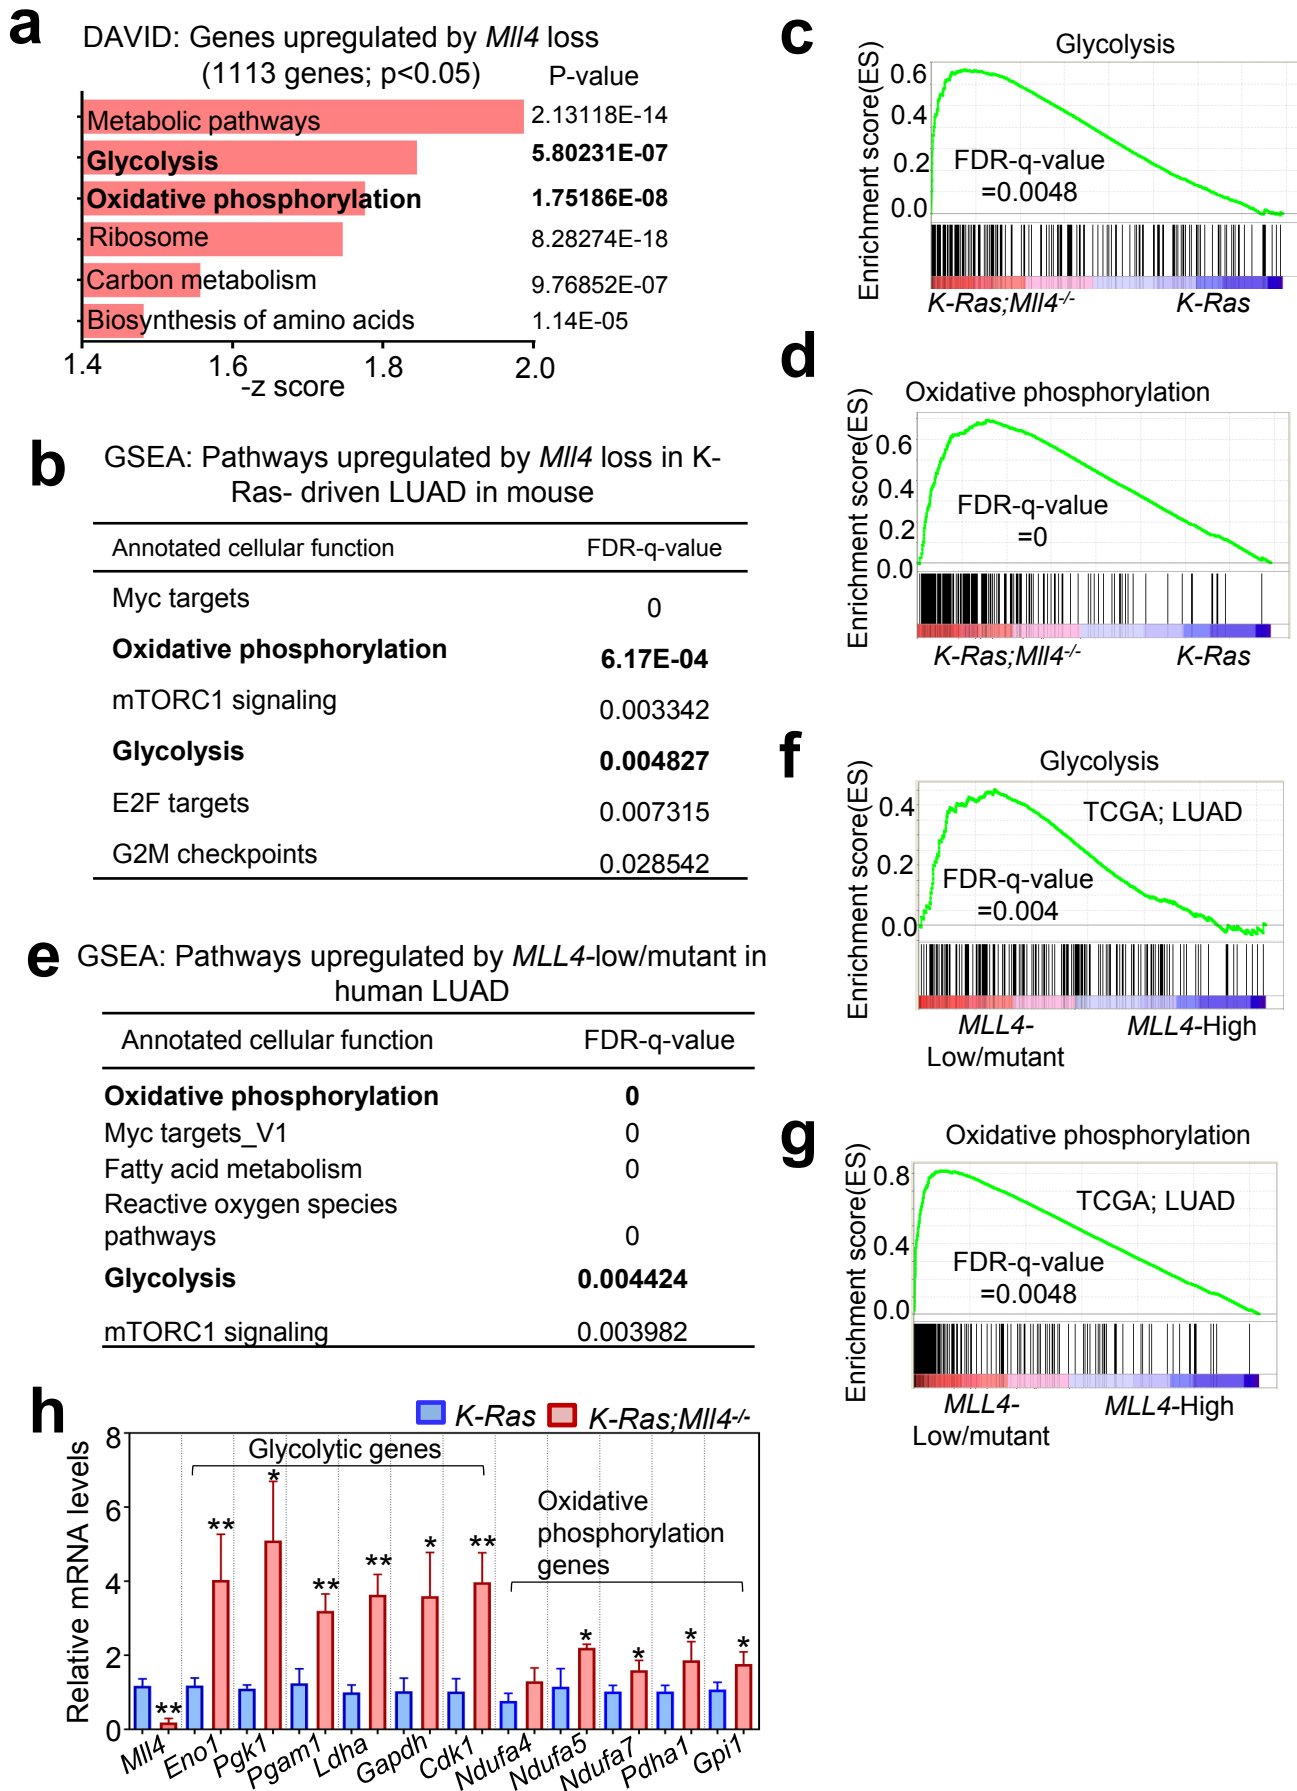 a
DAVID: Genes upregulated by Mll4 loss
(1113 genes; p<0.05)
P-value
Metabolic pathways 2.13118E-14
Glycolysis 5.80231E-07
Oxidative phosphorylation 1.75186E-08
Ribosome 8.28274E-18
Carbon metabolism 9.76852E-07
Biosynthesis of amino acids 1.14E-05
1.4 1.6 1.8 2.0
-z score
b
GSEA: Pathways upregulated by Mll4 loss in K-
Ras- driven LUAD in mouse
Annotated cellular function FDR-q-value
Myc targets 0
Oxidative phosphorylation 6.17E-04
mTORC1 signaling 0.003342
Glycolysis 0.004827
E2F targets 0.007315
G2M checkpoints 0.028542
c
Glycolysis
Enrichment score(ES)
0.6
0.4
0.2
0.0
FDR-q-value
=0.0048
K-Ras;Mll4-/- K-Ras
d
Oxidative phosphorylation
Enrichment score(ES)
0.6
0.4
0.2
0.0
FDR-q-value
=0
K-Ras;Mll4-/- K-Ras
e
GSEA: Pathways upregulated by MLL4-low/mutant in
human LUAD
Annotated cellular function FDR-q-value
Oxidative phosphorylation 0
Myc targets_V1 0
Fatty acid metabolism 0
Reactive oxygen species
pathways 0
Glycolysis 0.004424
mTORC1 signaling 0.003982
f
Glycolysis
TCGA; LUAD
Enrichment score(ES)
0.4
0.2
0.0
FDR-q-value
=0.004
MLL4- MLL4-High
Low/mutant
g
Oxidative phosphorylation
TCGA; LUAD
Enrichment score(ES)
0.8
0.4
0.0
FDR-q-value
=0.0048
MLL4- MLL4-High
Low/mutant
h
K-Ras K-Ras;Mll4-/-
Relative mRNA levels
8
6
4
2
0
Glycolytic genes
Oxidative
phosphorylation
genes
** ** * ** ** * ** * * * *
Mll4 Eno1 Pgk1 Pgam1 Ldha Gapdh Cdk1 Ndufa4 Ndufa5 Ndufa7 Pdha1 Gpi1